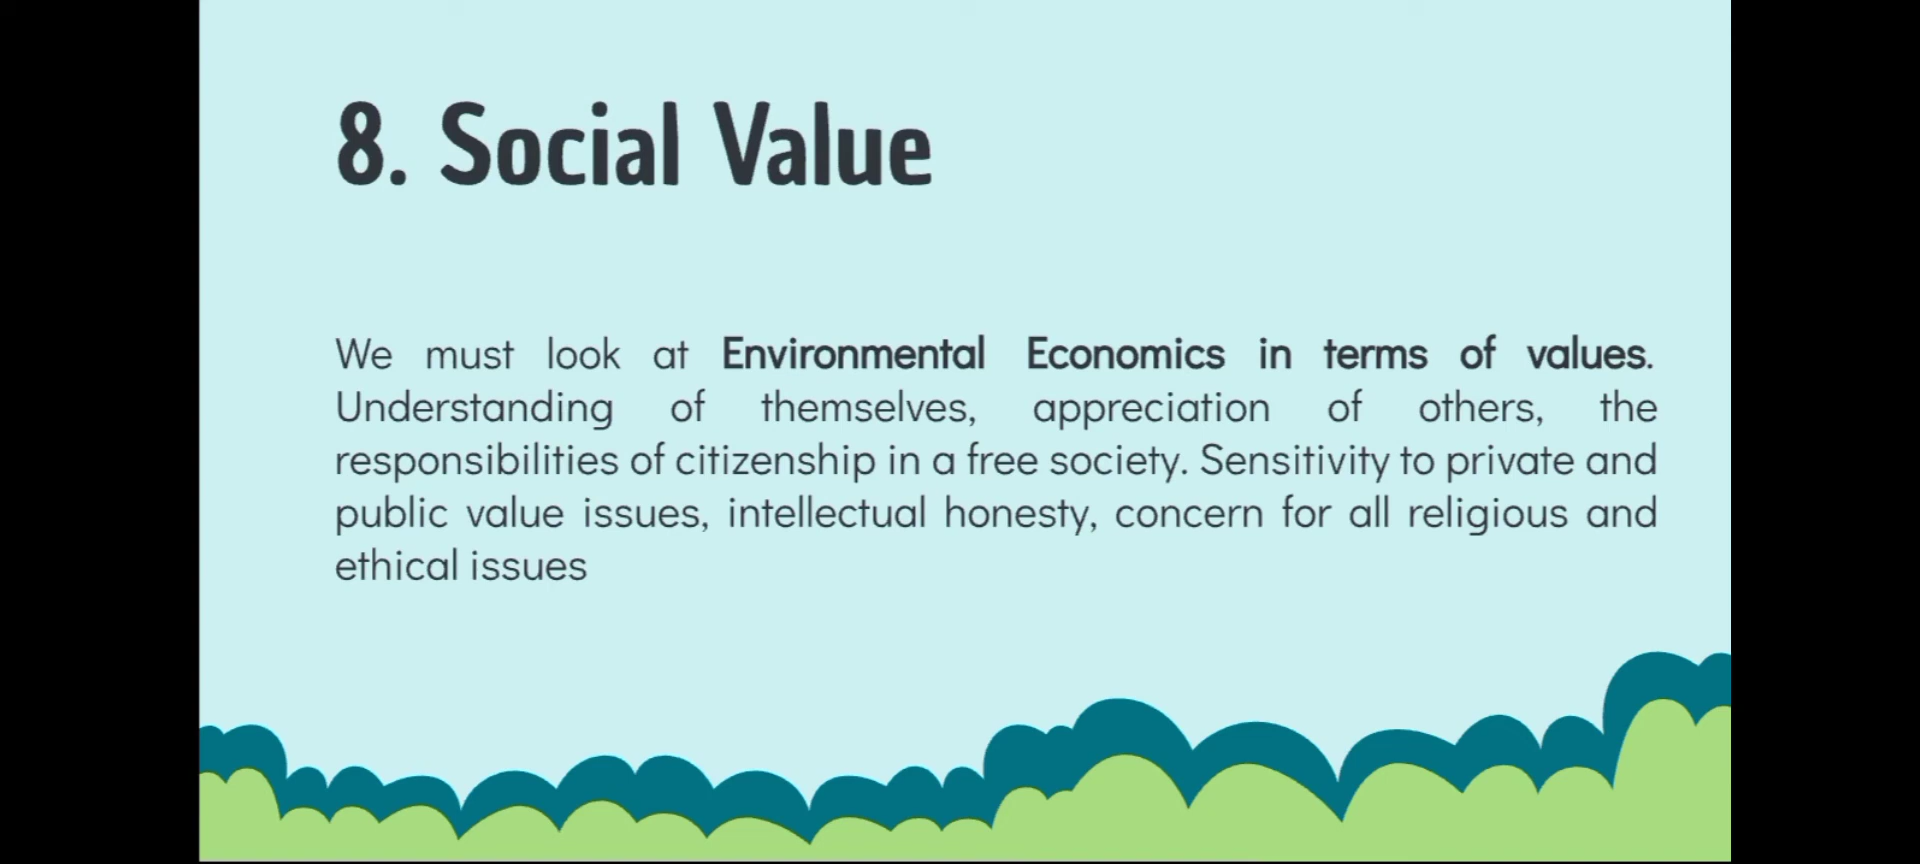 8. Social Value
We must look at Environmental Economics in terms of values.
Understanding of themselves, appreciation of others, the
responsibilities of citizenship in a free society. Sensitivity to private and
public value issues, intellectual honesty, concern for all religious and
ethical issues